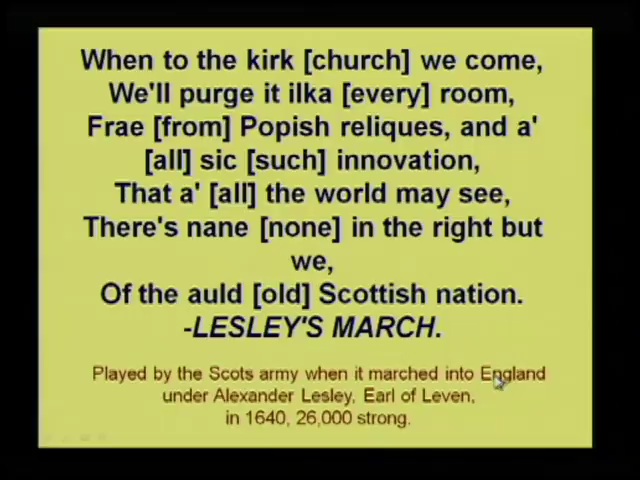 When to the kirk [church] we come,
We'll purge it ilka [every] room,
Frae [from] Popish reliques, and a'
[all] sic [such] innovation,
That a' [all] the world may see,
There's nane [none] in the right but
we,
Of the auld [old] Scottish nation.
-LESLEY'S MARCH.
Played by the Scots army when it marched into England
under Alexander Lesley, Earl of Leven,
in 1640, 26,000 strong.